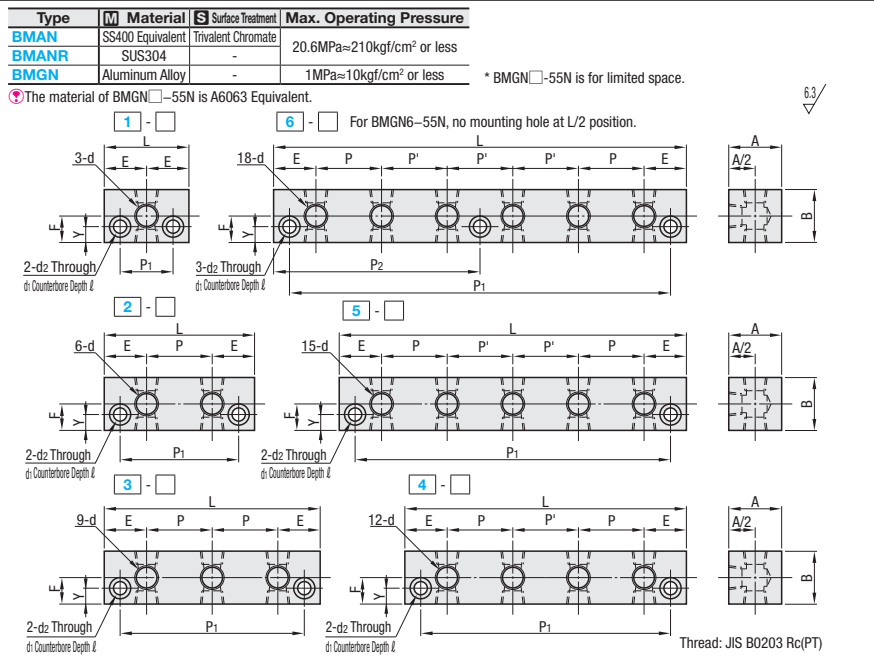 Type M Material S Surface Treatment Max. Operating Pressure
BMAN SS400 Equivalent Trivalent Chromate 20.6MPa≈210kgf/cm² or less
BMANR SUS304 -
BMGN Aluminum Alloy - 1MPa≈10kgf/cm² or less
* BMGN□-55N is for limited space.
The material of BMGN□−55N is A6063 Equivalent.
6.3
1 - □
6 - □ For BMGN6−55N, no mounting hole at L/2 position.
L
E E
3-d
F
Y
P1
2-d2 Through
d1 Counterbore Depth ℓ
L
E P P' P' P' P E
18-d
F
Y
P2
P1
3-d2 Through
d1 Counterbore Depth ℓ
A
A/2
B
2 - □
5 - □
L
E P E
6-d
F
Y
P1
2-d2 Through
d1 Counterbore Depth ℓ
L
E P P' P' P E
15-d
F
Y
P1
2-d2 Through
d1 Counterbore Depth ℓ
A
A/2
B
3 - □
4 - □
L
E P P E
9-d
F
Y
P1
2-d2 Through
d1 Counterbore Depth ℓ
L
E P P' P E
12-d
F
Y
P1
2-d2 Through
d1 Counterbore Depth ℓ
A
A/2
B
Thread: JIS B0203 Rc(PT)